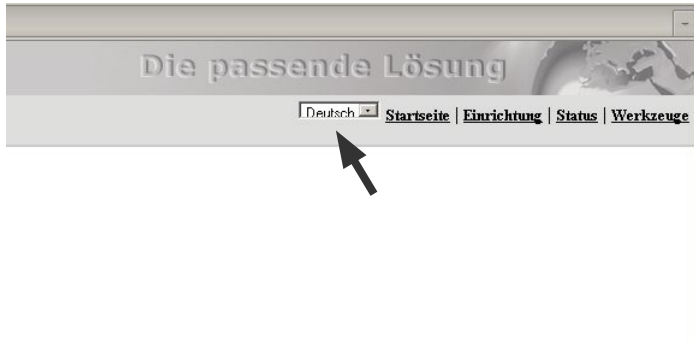 Die passende Lösung
Deutsch Startseite | Einrichtung | Status | Werkzeuge